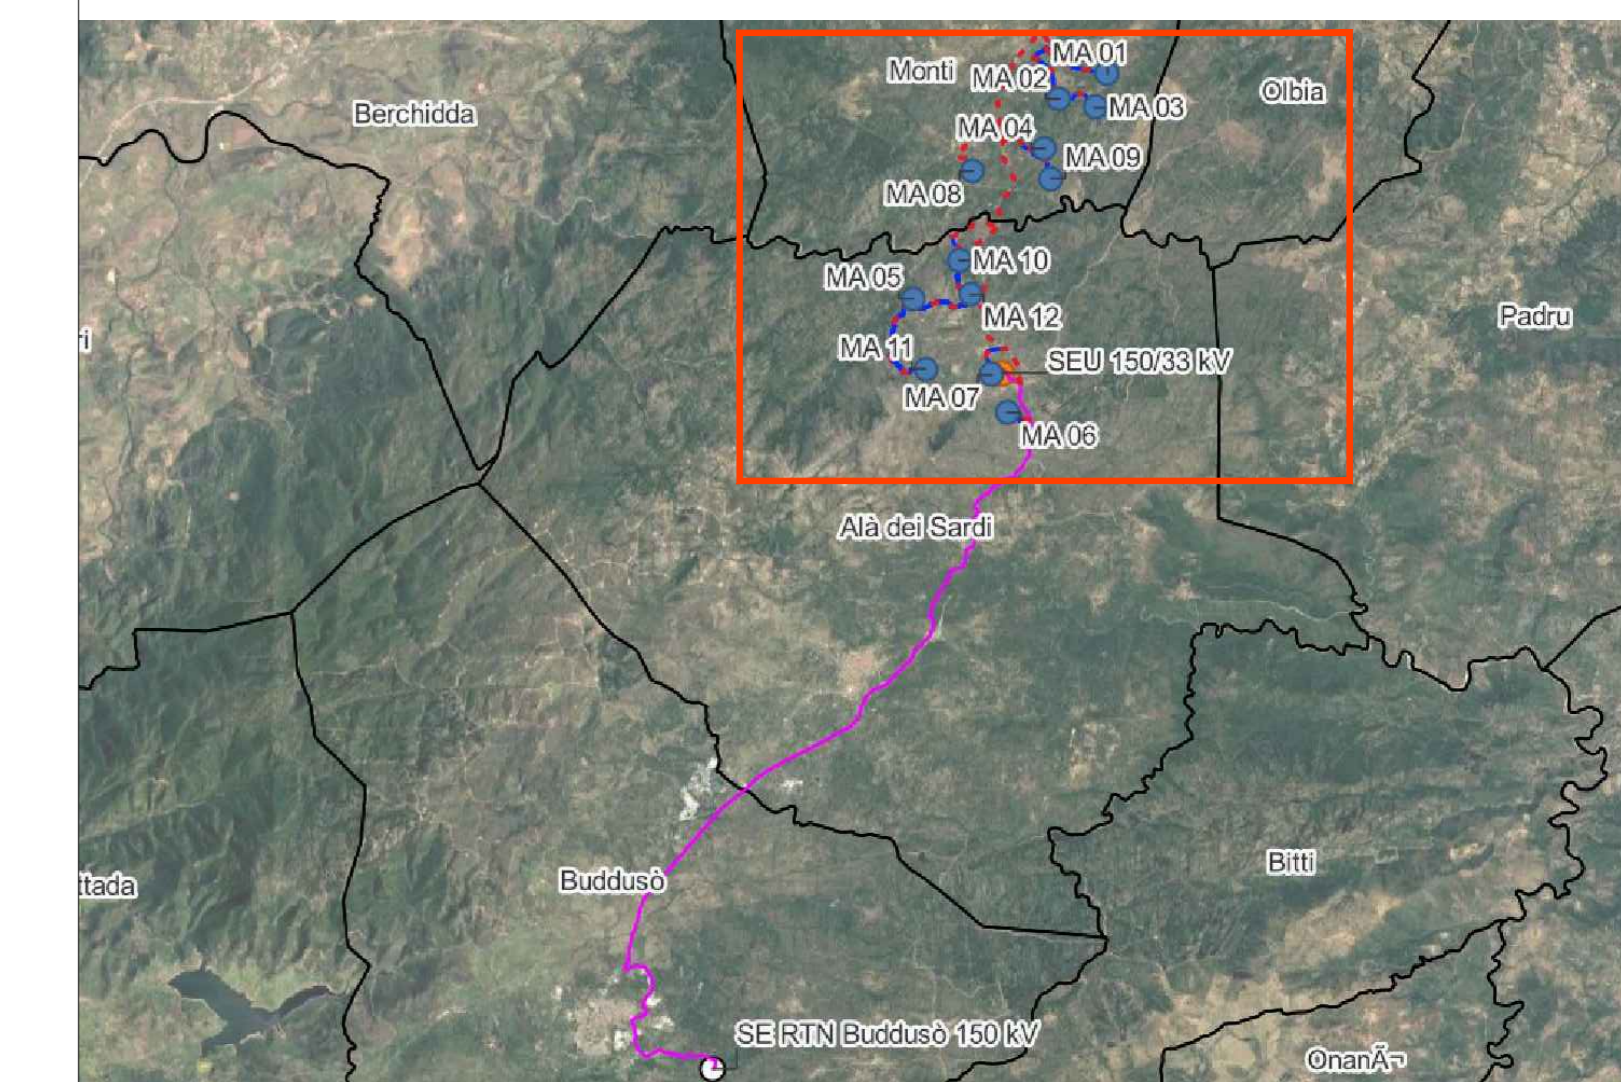 MA 01
Monti
MA 02
Olbia
MA 03
Berchidda
MA 04
MA 09
MA 08
MA 10
MA 05
MA 12
Padru
ri
MA 11
SEU 150/33 kV
MA 07
MA 06
Alà dei Sardi
Bitti
Buddusò
ttada
SE RTN Buddusò 150 kV
OnanÃ¬